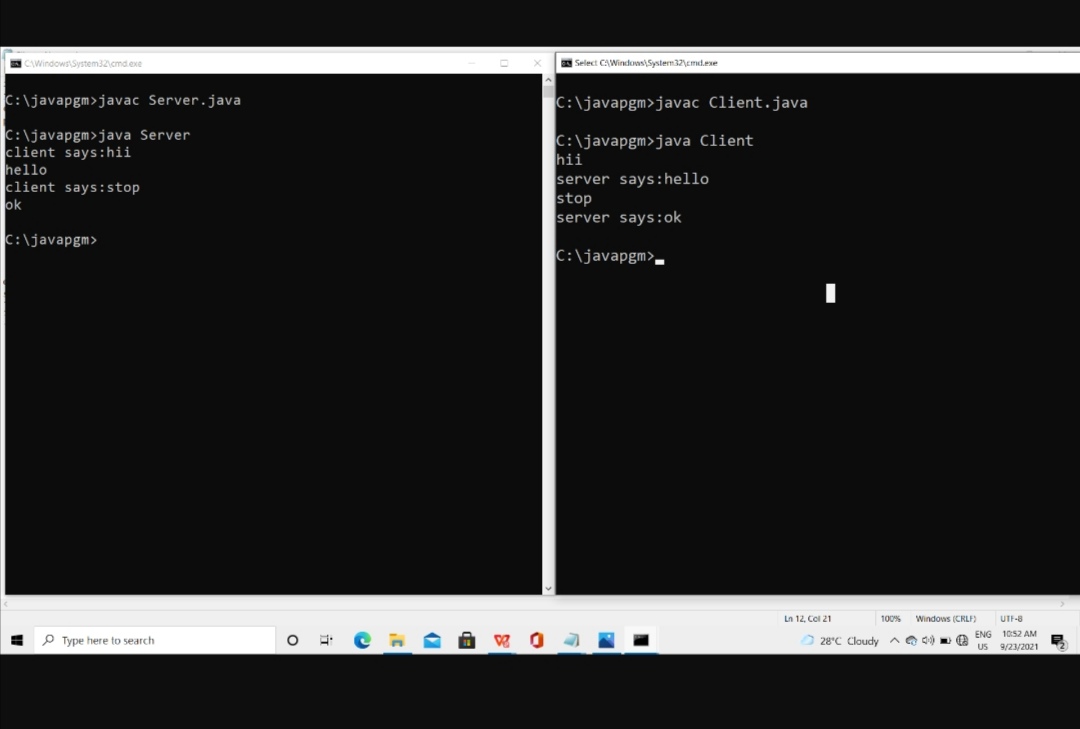 C:\Windows\System32\cmd.exe
C:\javapgm>javac Server.java
C:\javapgm>java Server
client says:hii
hello
client says:stop
ok
C:\javapgm>
Select C:\Windows\System32\cmd.exe
C:\javapgm>javac Client.java
C:\javapgm>java Client
hii
server says:hello
stop
server says:ok
C:\javapgm>
Ln 12, Col 21
100%
Windows (CRLF)
UTF-8
Type here to search
28°C Cloudy
ENG
US
10:52 AM
9/23/2021
2